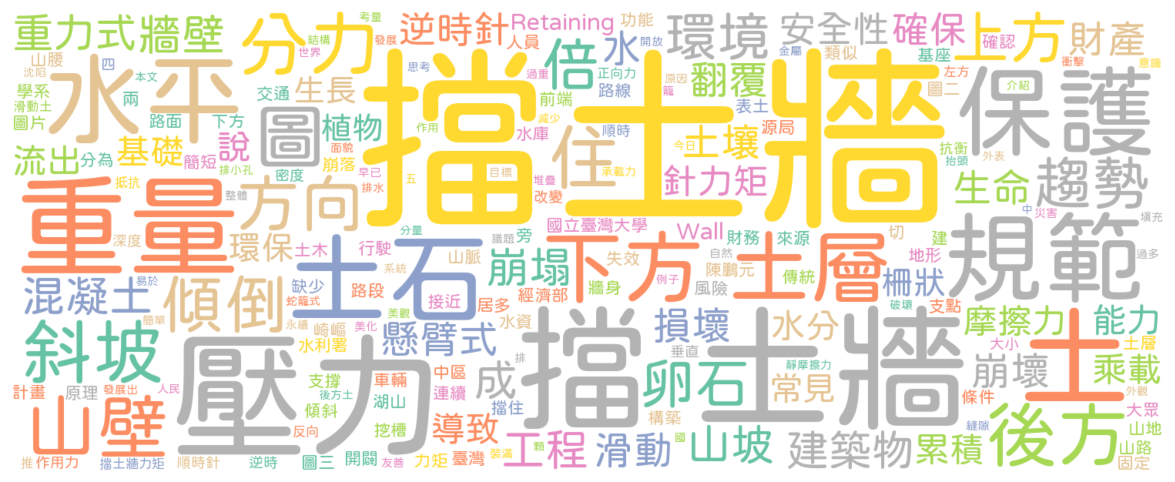 重力式牆壁 分力 逆時針 Retaining 功能 環境 安全性 確保 上方 財產
考量 結構 發展 世界 人員 開放 類似 基座 確認 衝擊
山腰 沈陷 四 本文 水平 思考 倍 水 正向力 翻覆 金屬 原因 左方 意識
學系 滑動土 兩 交通 生長 過重 前端 路線 籠 表土 圖二 介紹
圖片 路面 下方 植物 圖 擋土牆 作用 減少 水庫 順時 土壤 源局 保護 抗衡 抬頭
流出 分為 基礎 簡短 說 面貌 崩落 住 今日 外表
排小孔 密度 早已 排水 五 目標 堆疊 承載力 改變 針力矩 生命 趨勢
重量 抵抗 整體 方向 分量 國立臺灣大學 中 災害 填充
深度 環保 土木 行駛 土石 山脈 議題 旁 Wall 財務 來源 切 建 規範 過多
下方 失效 自然 陳鵬元 傳統 土層 地形
混凝土 易於 缺少 系統 接近 崩塌 牆身 例子 風險 柵狀
傾倒 蛇籠式 路段 美觀 居多 經濟部 支點 破壞
斜坡 簡單 永續 崎嶇 美化 懸臂式 水資 損壞 水分 摩擦力 能力
水利署 壓力 擋土牆 垂直 靜摩擦力 大小 土 土層
計畫 原理 發展出 人民 支撐 車輛 中區 成 排 卵石 常見 崩壞 條件 乘載 外觀
山壁 傾斜 後方土 湖山 連續 擋住 構築 縫隙 大眾
反向 挖槽 導致 工程 滑動 國 山坡 建築物 累積 後方 山地
推 作用力 擋土牆力矩 順時針 逆時 圖三 開闢 友善 力矩 臺灣 裝滿 顆 山路 固定